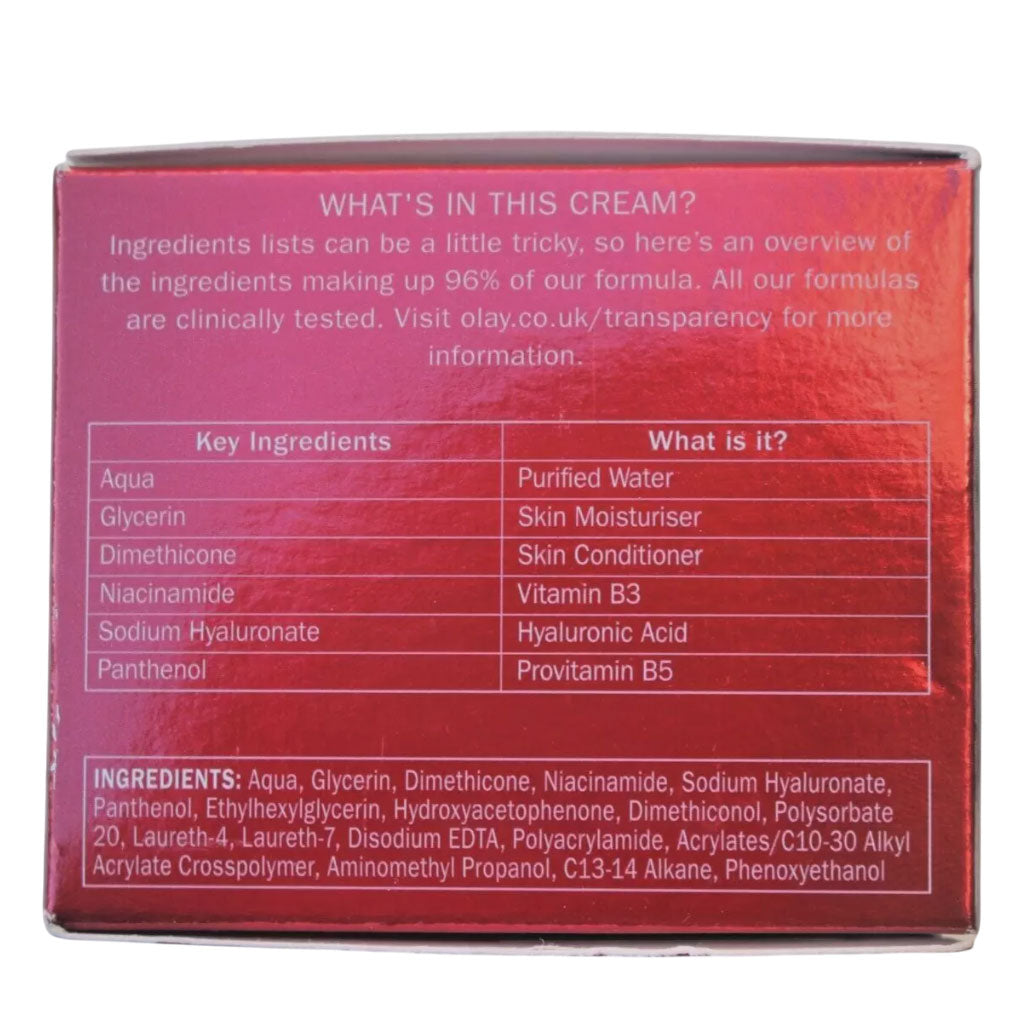 WHAT'S IN THIS CREAM?
Ingredients lists can be a little tricky, so here's an overview of
the ingredients making up 96% of our formula. All our formulas
are clinically tested. Visit olay.co.uk/transparency for more
information.
Key Ingredients What is it?
Aqua Purified Water
Glycerin Skin Moisturiser
Dimethicone Skin Conditioner
Niacinamide Vitamin B3
Sodium Hyaluronate Hyaluronic Acid
Panthenol Provitamin B5
INGREDIENTS: Aqua, Glycerin, Dimethicone, Niacinamide, Sodium Hyaluronate,
Panthenol, Ethylhexylglycerin, Hydroxyacetophenone, Dimethiconol, Polysorbate
20, Laureth-4, Laureth-7, Disodium EDTA, Polyacrylamide, Acrylates/C10-30 Alkyl
Acrylate Crosspolymer, Aminomethyl Propanol, C13-14 Alkane, Phenoxyethanol